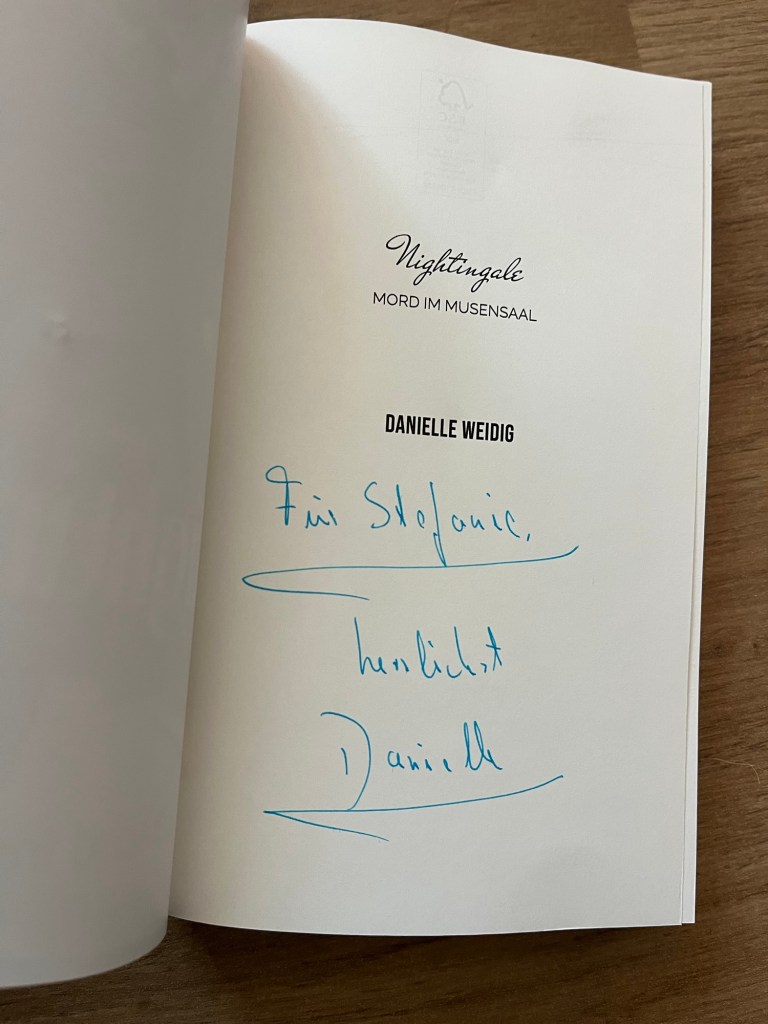 Nightingale
MORD IM MUSENSAAL
DANIELLE WEIDIG
Für Stefanie,
herzlichst
Danielle